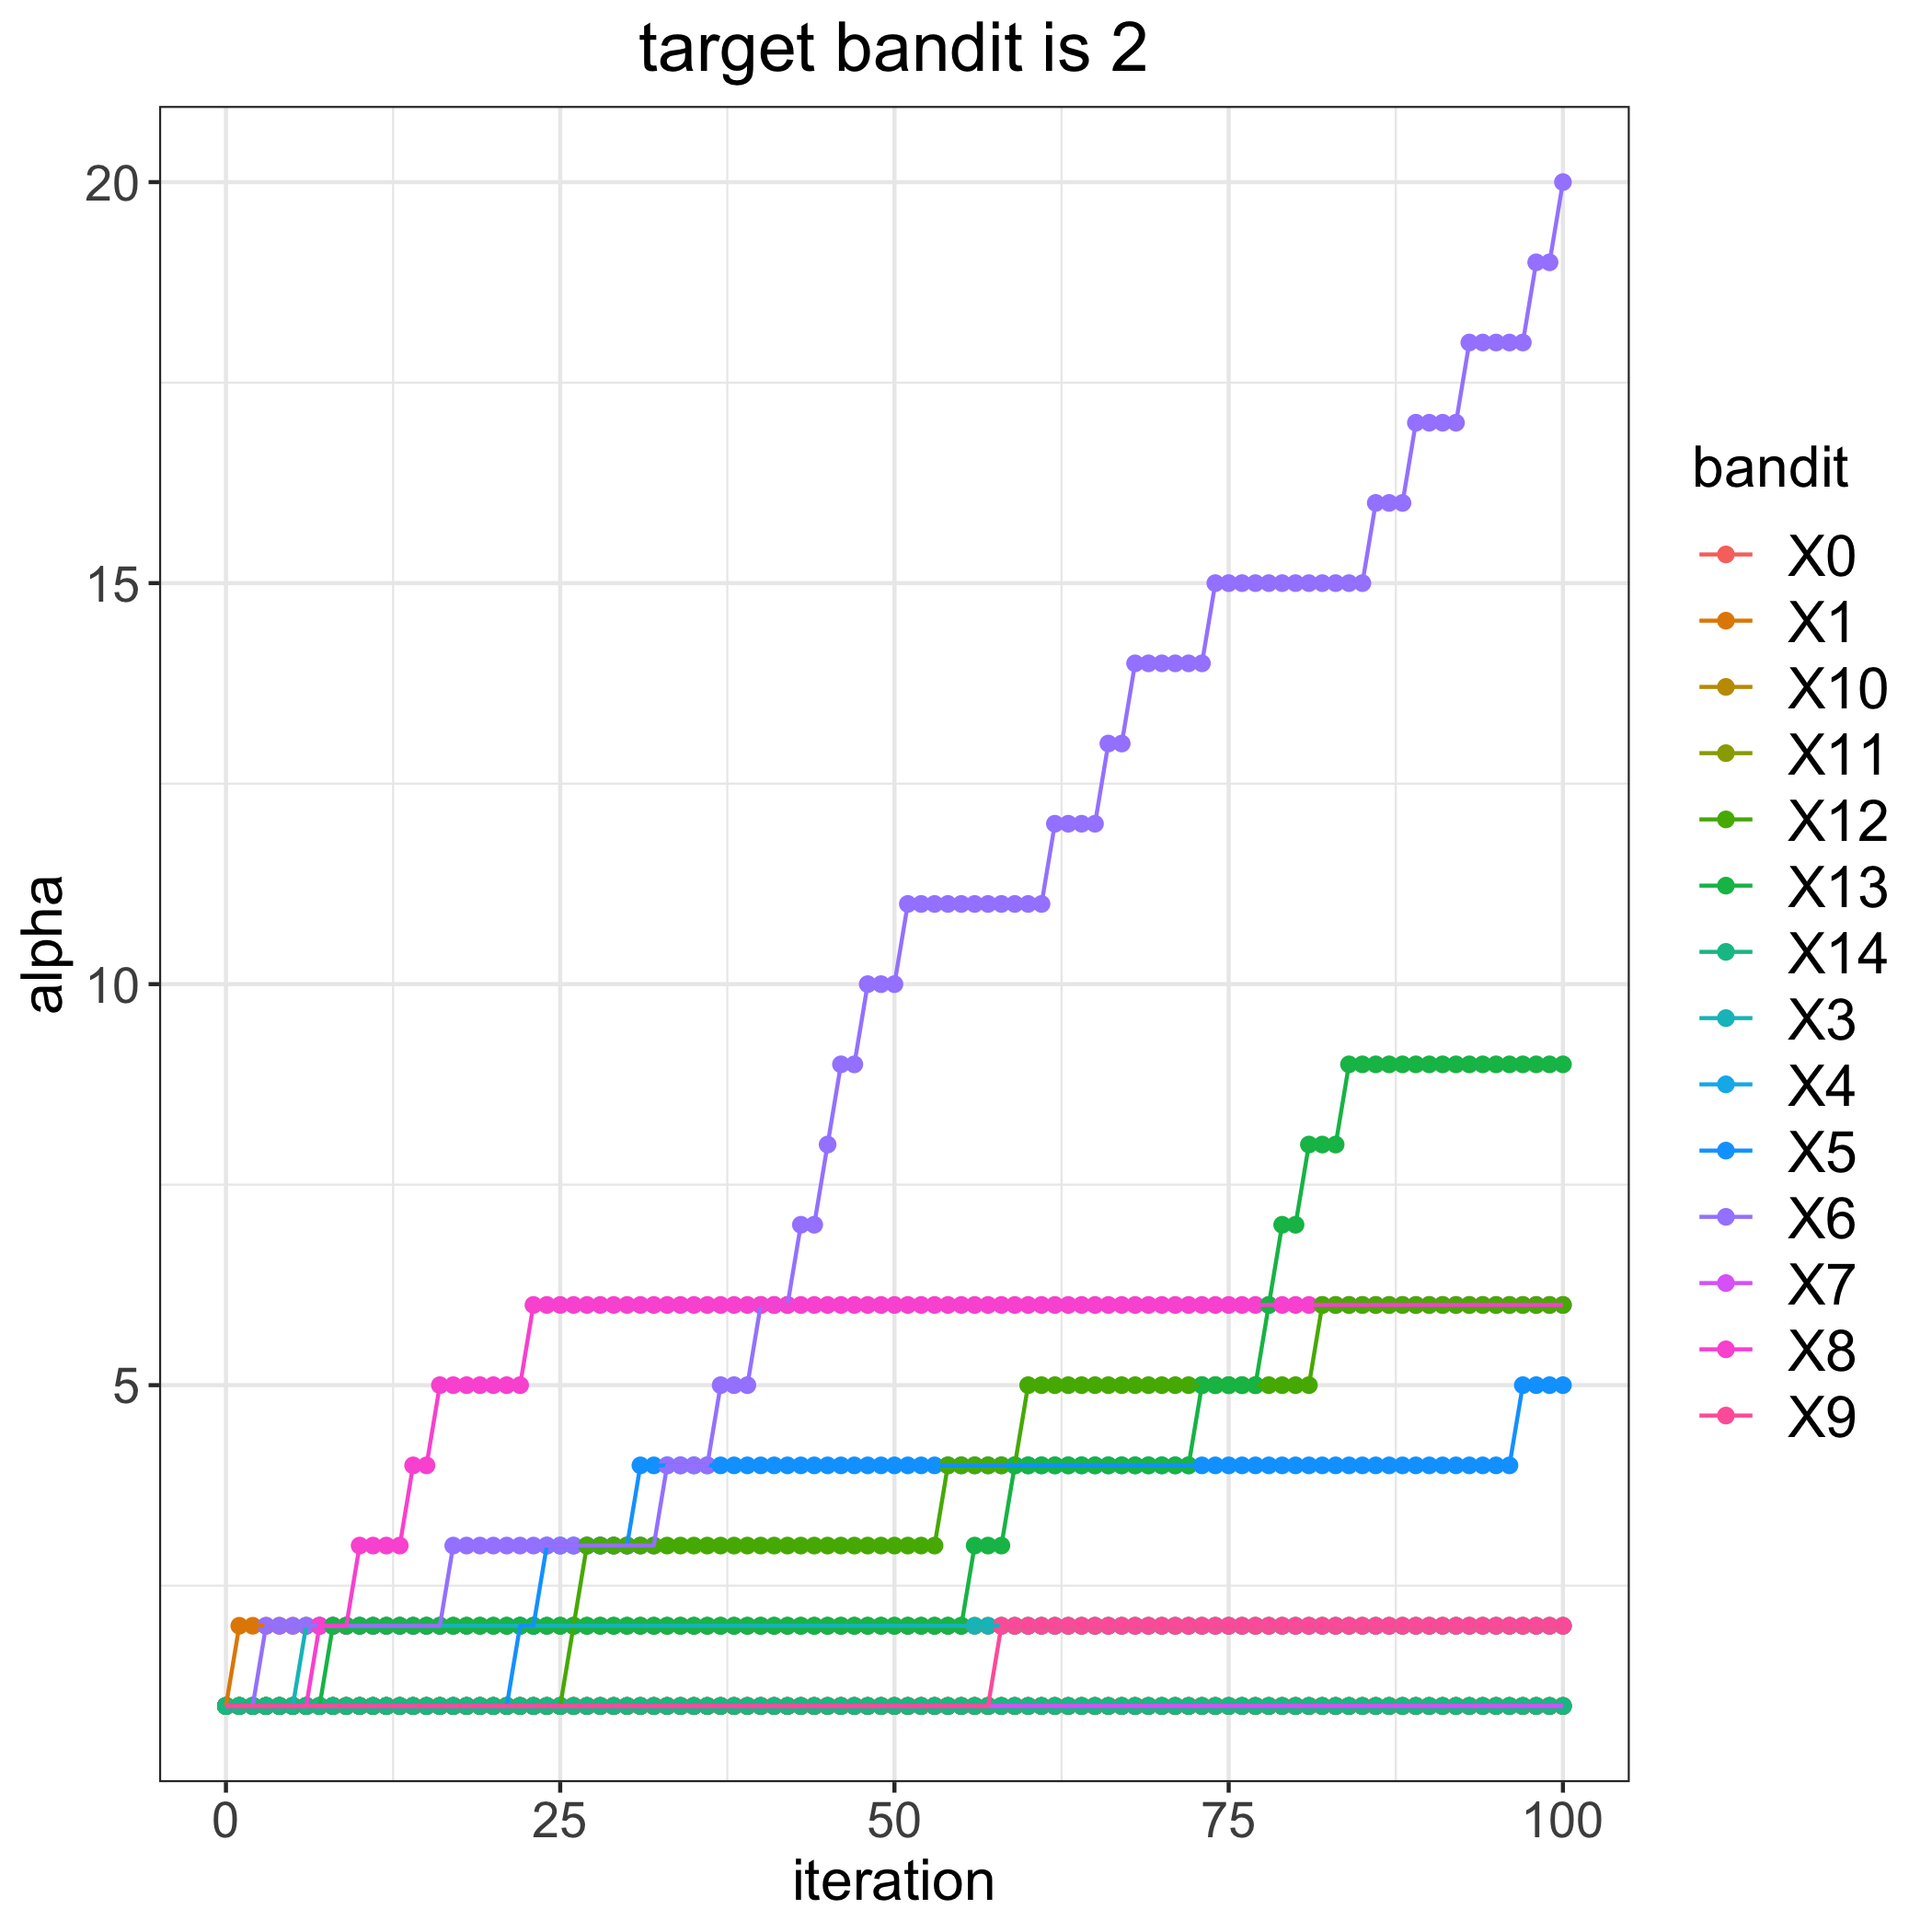 target bandit is 2
20
15
10
5
alpha
0 25 50 75 100
iteration
bandit
X0
X1
X10
X11
X12
X13
X14
X3
X4
X5
X6
X7
X8
X9